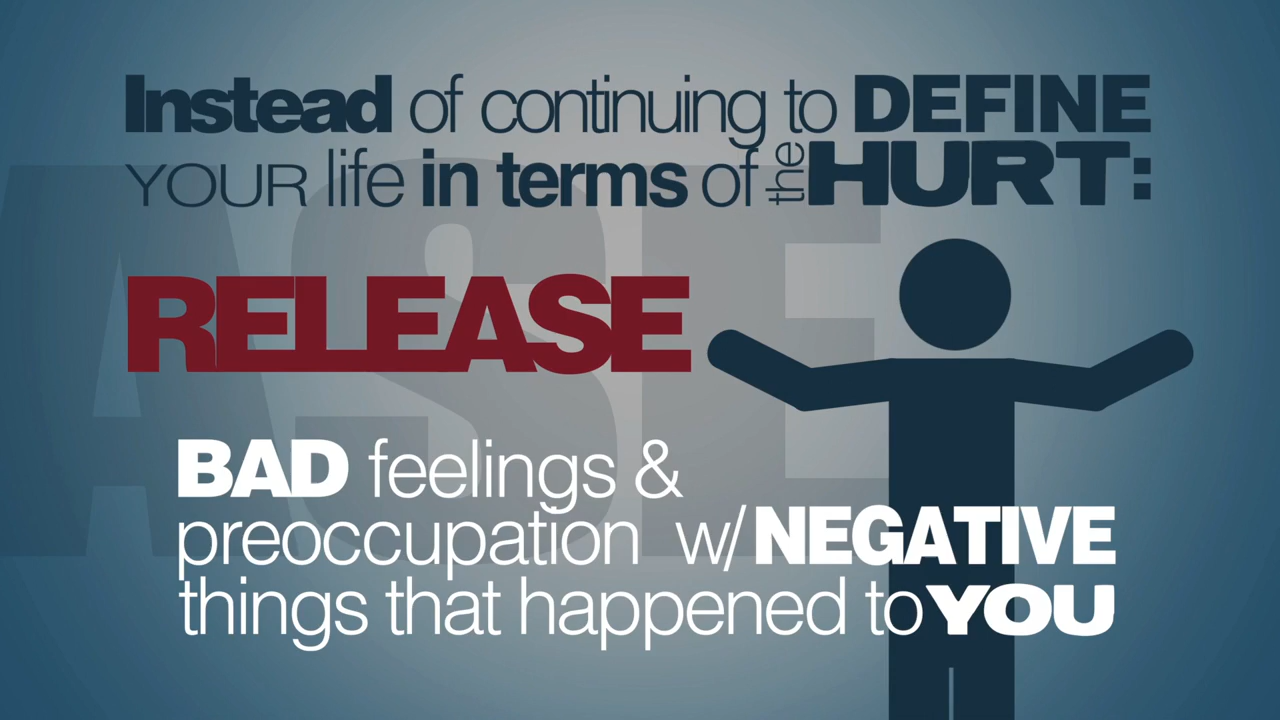 Instead of continuing to DEFINE
YOUR life in terms of the HURT:
RELEASE
BAD feelings &
preoccupation w/ NEGATIVE
things that happened to YOU
ASE